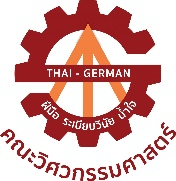 THAI - GERMAN
ฝีมือ ระเบียบวินัย น้ำใจ
คณะวิศวกรรมศาสตร์